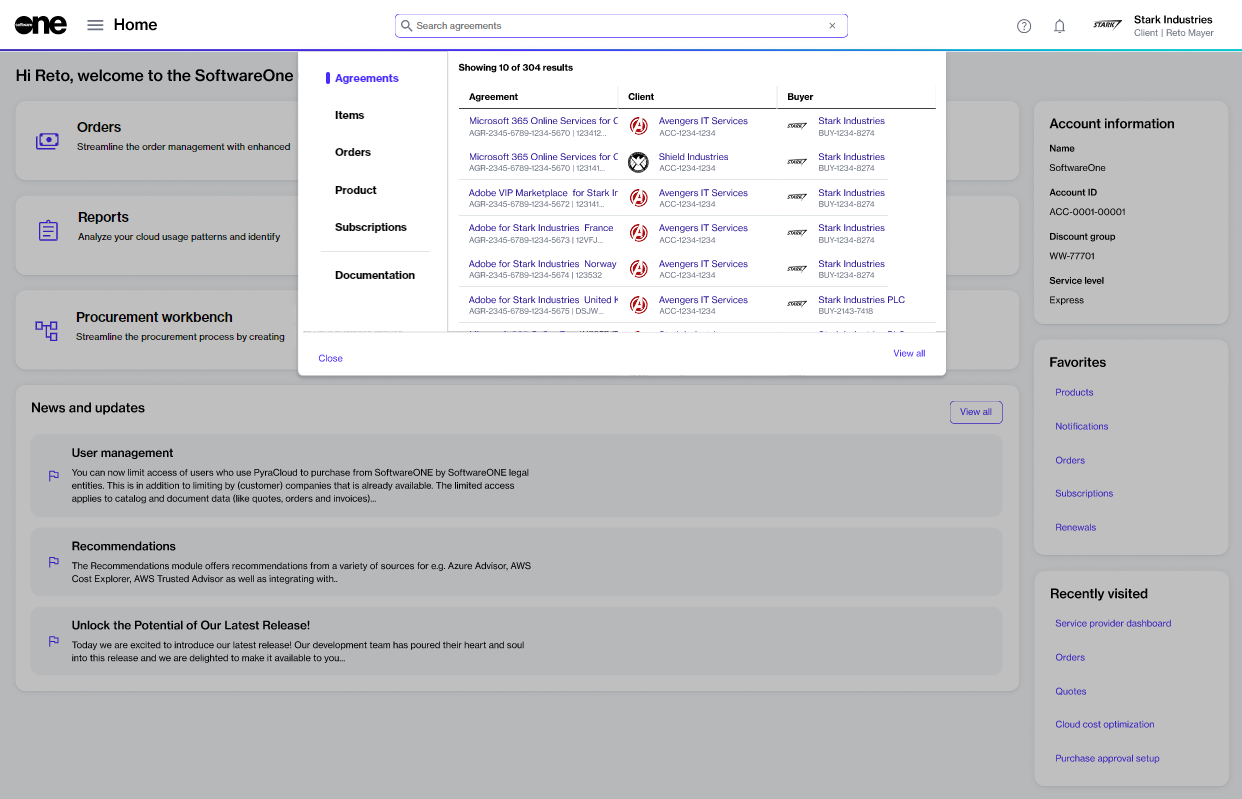 software one
Home
Search agreements
Stark Industries
Client | Reto Mayer
STARK
Hi Reto, welcome to the SoftwareOne
Orders
Streamline the order management with enhanced
Reports
Analyze your cloud usage patterns and identify
Procurement workbench
Streamline the procurement process by creating
Agreements
Items
Orders
Product
Subscriptions
Documentation
Showing 10 of 304 results
Agreement Client Buyer
Microsoft 365 Online Services for C Avengers IT Services STARK Stark Industries
AGR-2345-6789-1234-5670 | 123412... ACC-1234-1234 BUY-1234-8274
Microsoft 365 Online Services for C Shield Industries STARK Stark Industries
AGR-2345-6789-1234-5670 | 123141... ACC-1234-1234 BUY-1234-8274
Adobe VIP Marketplace for Stark Ir Avengers IT Services STARK Stark Industries
AGR-2345-6789-1234-5672 | 123141... ACC-1234-1234 BUY-1234-8274
Adobe for Stark Industries France Avengers IT Services STARK Stark Industries
AGR-2345-6789-1234-5673 | 12VFJ... ACC-1234-1234 BUY-1234-8274
Adobe for Stark Industries Norway Avengers IT Services STARK Stark Industries
AGR-2345-6789-1234-5674 | 123532 ACC-1234-1234 BUY-1234-8274
Adobe for Stark Industries United K Avengers IT Services STARK Stark Industries PLC
AGR-2345-6789-1234-5675 | DSJW... ACC-1234-1234 BUY-2143-7418
Close
View all
Account information
Name
SoftwareOne
Account ID
ACC-0001-00001
Discount group
WW-77701
Service level
Express
News and updates
View all
User management
You can now limit access of users who use PyraCloud to purchase from SoftwareONE by SoftwareONE legal
entities. This is in addition to limiting by (customer) companies that is already available. The limited access
applies to catalog and document data (like quotes, orders and invoices)...
Recommendations
The Recommendations module offers recommendations from a variety of sources for e.g. Azure Advisor, AWS
Cost Explorer, AWS Trusted Advisor as well as integrating with..
Unlock the Potential of Our Latest Release!
Today we are excited to introduce our latest release! Our development team has poured their heart and soul
into this release and we are delighted to make it available to you...
Favorites
Products
Notifications
Orders
Subscriptions
Renewals
Recently visited
Service provider dashboard
Orders
Quotes
Cloud cost optimization
Purchase approval setup